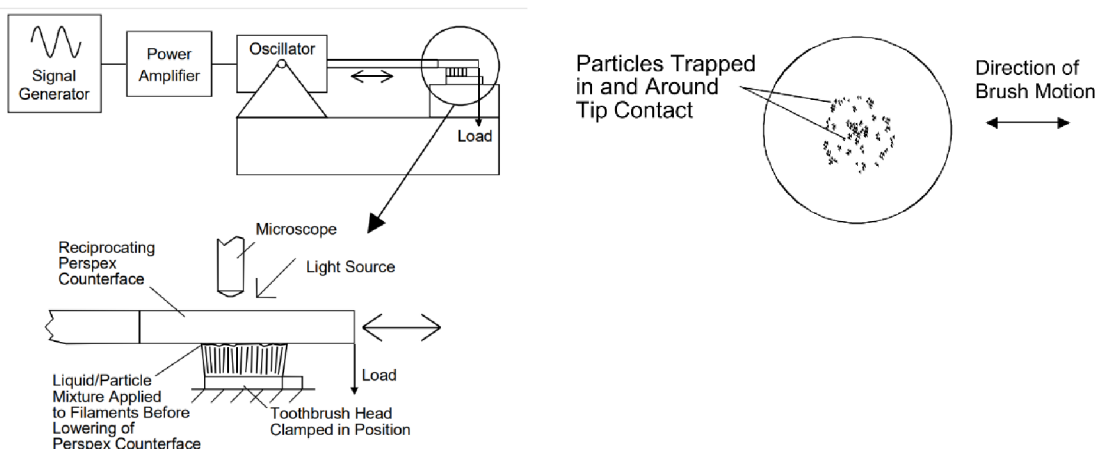 Signal
Generator
Power
Amplifier
Oscillator
Load
Microscope
Light Source
Reciprocating
Perspex
Counterface
Load
Liquid/Particle
Mixture Applied
to Filaments Before
Lowering of
Perspex Counterface
Toothbrush Head
Clamped in Position
Particles Trapped
in and Around
Tip Contact
Direction of
Brush Motion